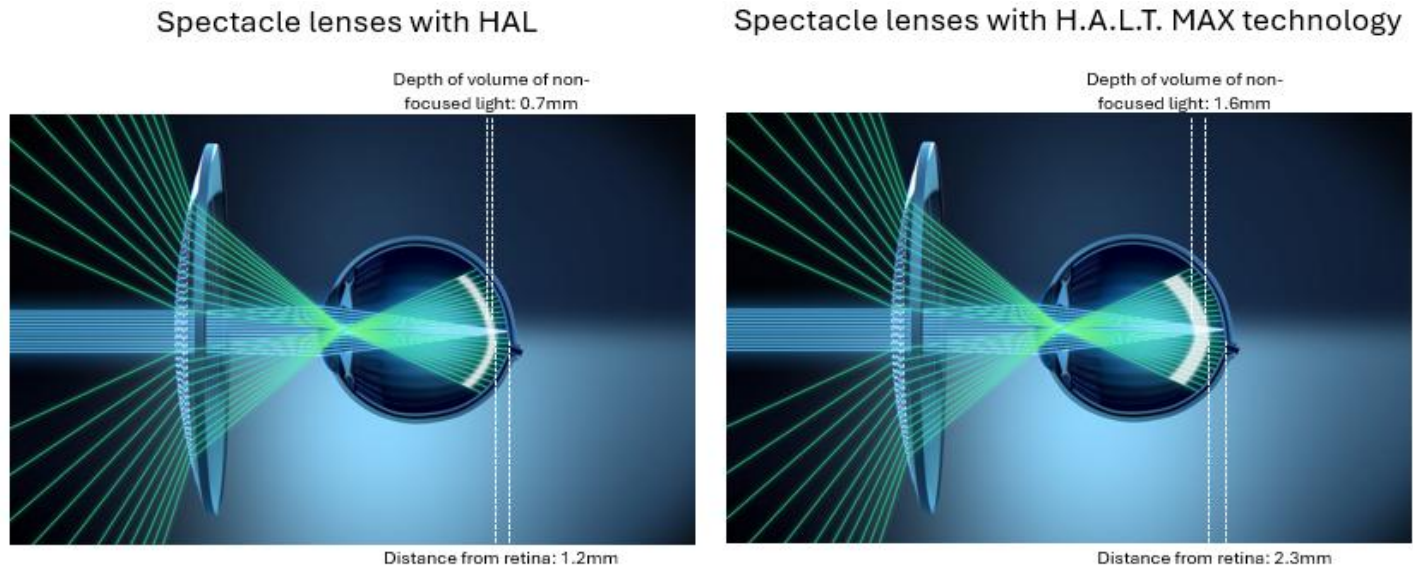 Spectacle lenses with HAL
Depth of volume of non-
focused light: 0.7mm
Distance from retina: 1.2mm
Spectacle lenses with H.A.L.T. MAX technology
Depth of volume of non-
focused light: 1.6mm
Distance from retina: 2.3mm